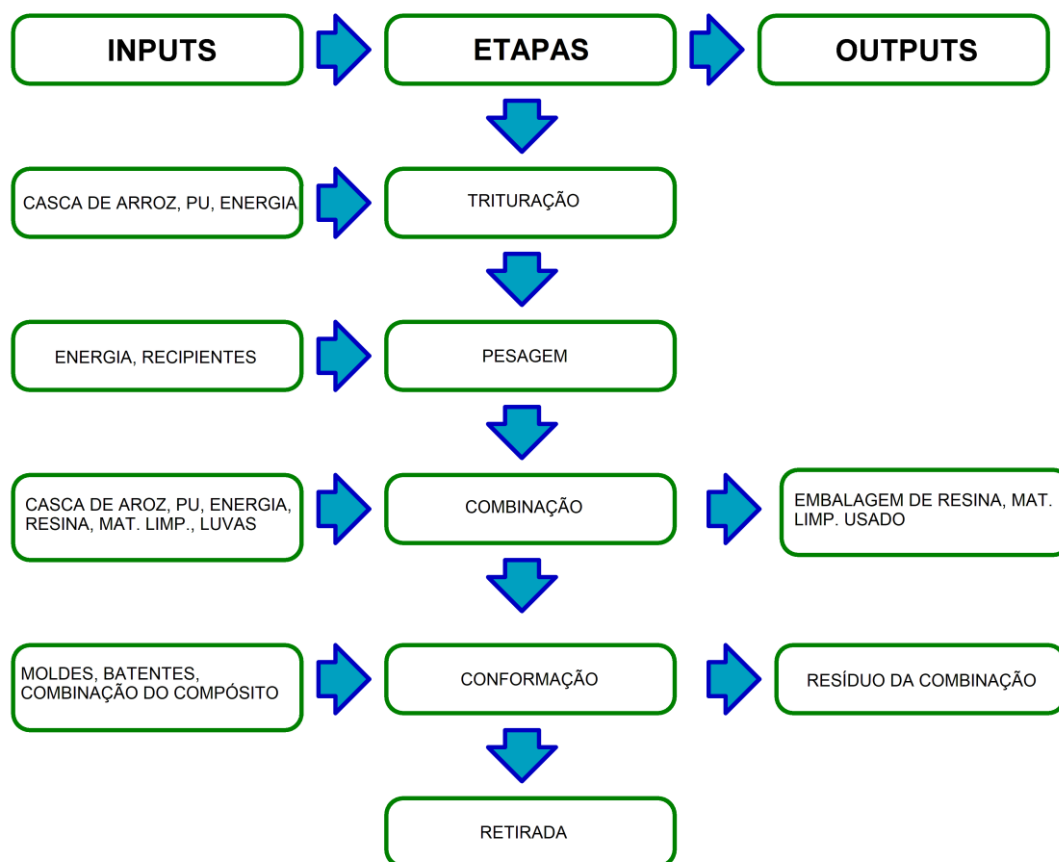 INPUTS
ETAPAS
OUTPUTS
CASCA DE ARROZ, PU, ENERGIA
TRITURAÇÃO
ENERGIA, RECIPIENTES
PESAGEM
CASCA DE AROZ, PU, ENERGIA,
RESINA, MAT. LIMP., LUVAS
COMBINAÇÃO
EMBALAGEM DE RESINA, MAT.
LIMP. USADO
MOLDES, BATENTES,
COMBINAÇÃO DO COMPÓSITO
CONFORMAÇÃO
RESÍDUO DA COMBINAÇÃO
RETIRADA